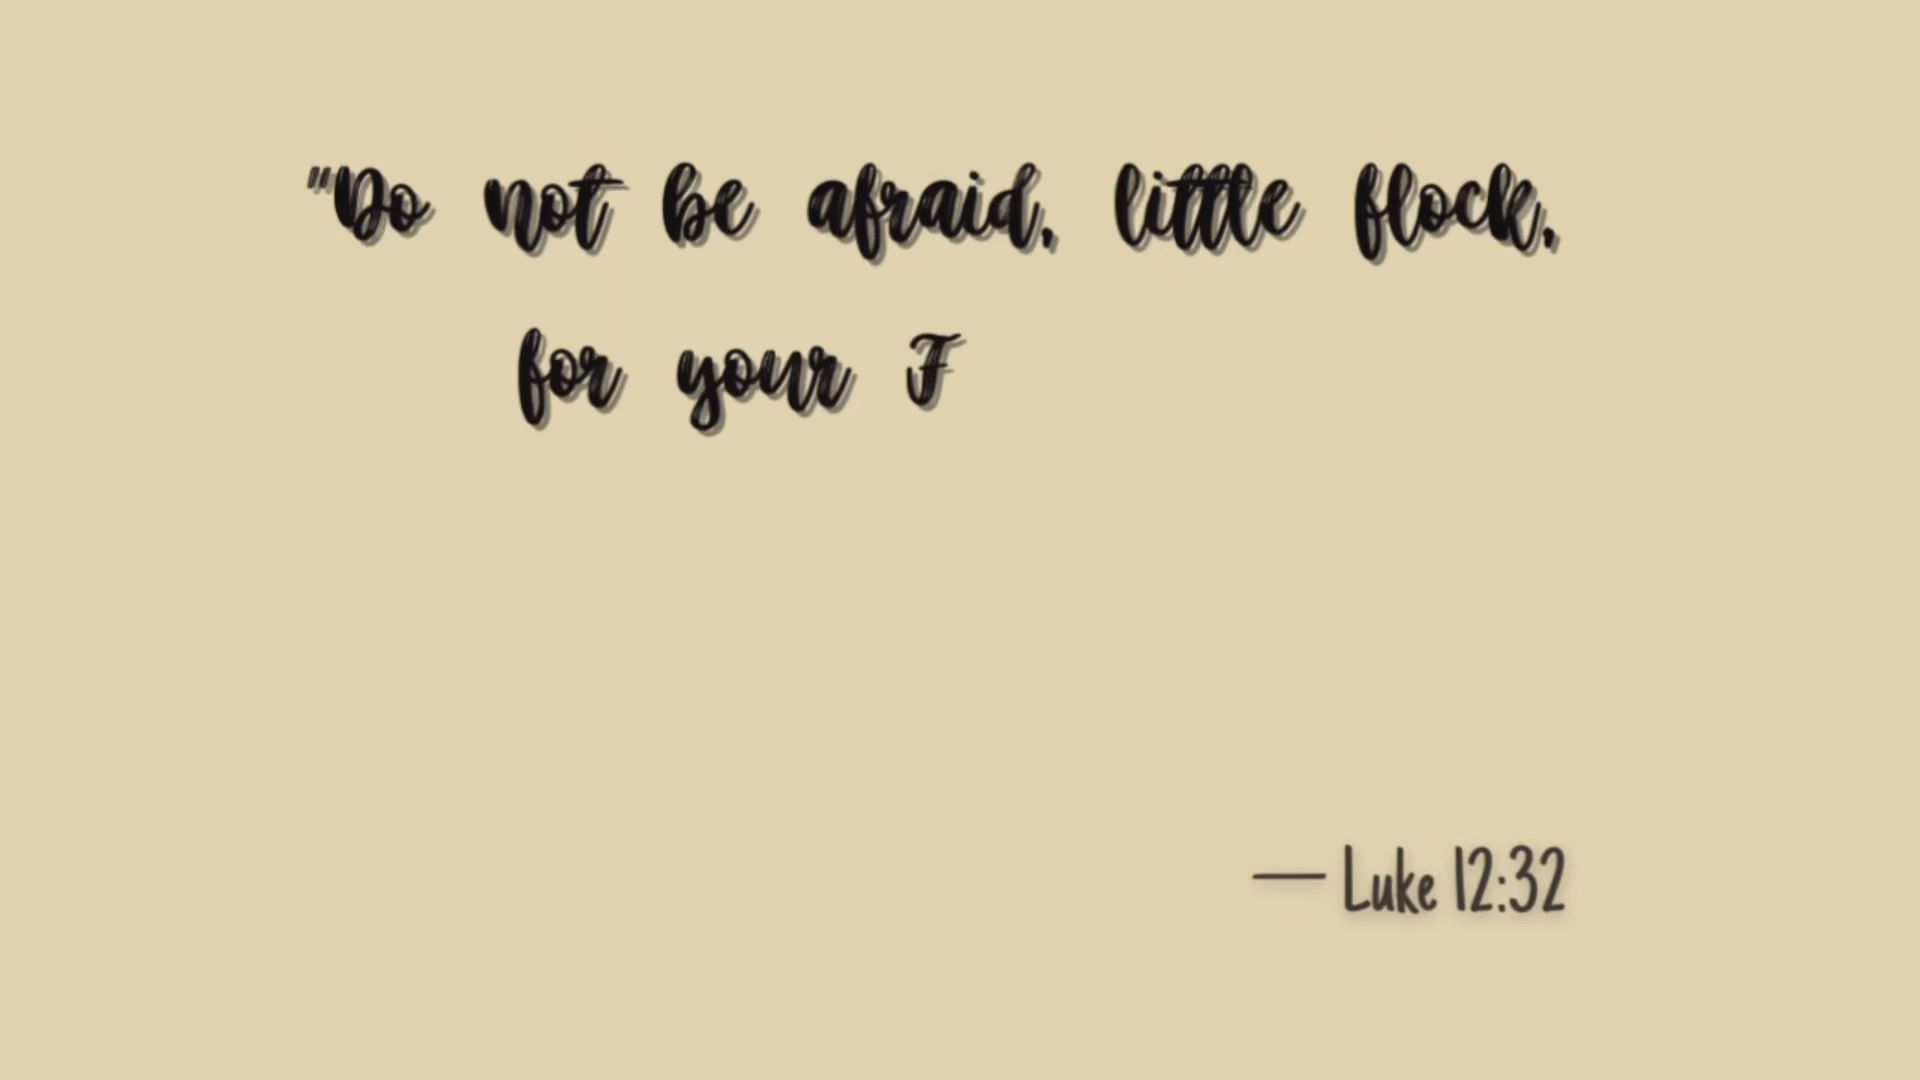 "Do not be afraid, little flock,
for your F
— Luke 12:32